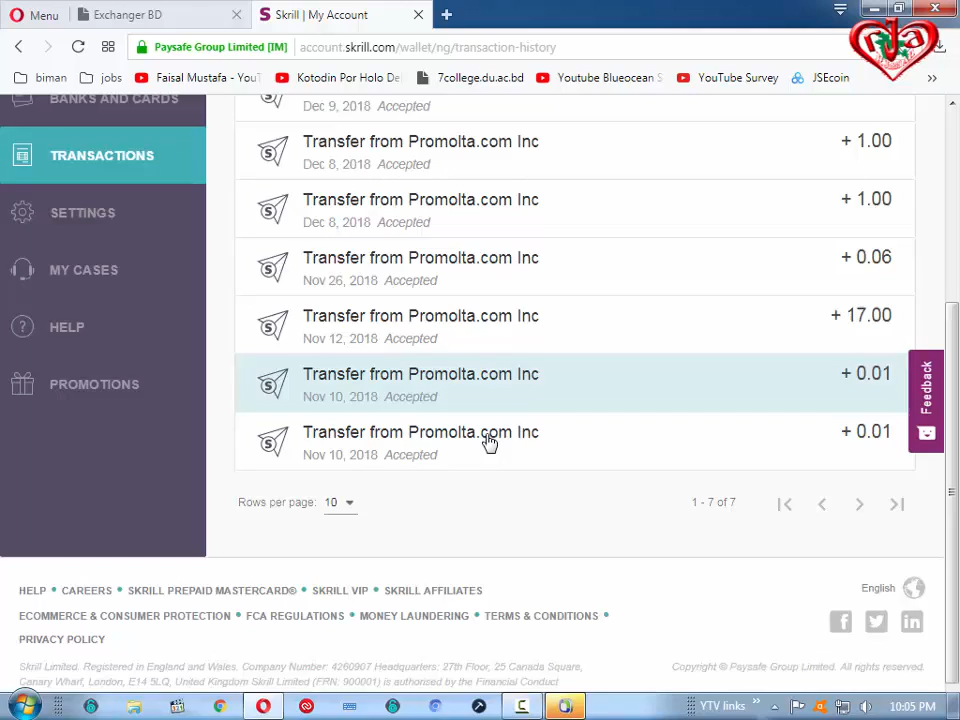 Menu
Exchanger BD
Skrill | My Account
Paysafe Group Limited [IM]
account.skrill.com/wallet/ng/transaction-history
biman
jobs
Faisal Mustafa - You
Kotodin Por Holo De
7college.du.ac.bd
Youtube Blueocean S
YouTube Survey
JSEcoin
BANKS AND CARDS
TRANSACTIONS
SETTINGS
MY CASES
HELP
PROMOTIONS
Dec 9, 2018 Accepted
Transfer from Promolta.com Inc + 1.00
Dec 8, 2018 Accepted
Transfer from Promolta.com Inc + 1.00
Dec 8, 2018 Accepted
Transfer from Promolta.com Inc + 0.06
Nov 26, 2018 Accepted
Transfer from Promolta.com Inc + 17.00
Nov 12, 2018 Accepted
Transfer from Promolta.com Inc + 0.01
Nov 10, 2018 Accepted
Transfer from Promolta.com Inc + 0.01
Nov 10, 2018 Accepted
Feedback
Rows per page: 10 1 - 7 of 7
HELP • CAREERS • SKRILL PREPAID MASTERCARD® • SKRILL VIP • SKRILL AFFILIATES
ECOMMERCE & CONSUMER PROTECTION • FCA REGULATIONS • MONEY LAUNDERING • TERMS & CONDITIONS •
PRIVACY POLICY
English
Skrill Limited. Registered in England and Wales. Company Number: 4260907 Headquarters: 27th Floor, 25 Canada Square,
Canary Wharf, London, E14 5LQ, United Kingdom Skrill Limited (FRN: 900001) is authorised by the Financial Conduct
Copyright © Paysafe Group Limited. All rights reserved.
YTV links
10:05 PM